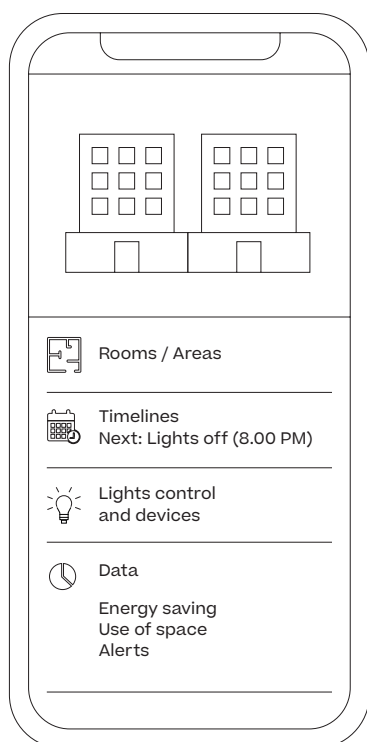 Rooms / Areas
Timelines
Next: Lights off (8.00 PM)
Lights control
and devices
Data
Energy saving
Use of space
Alerts